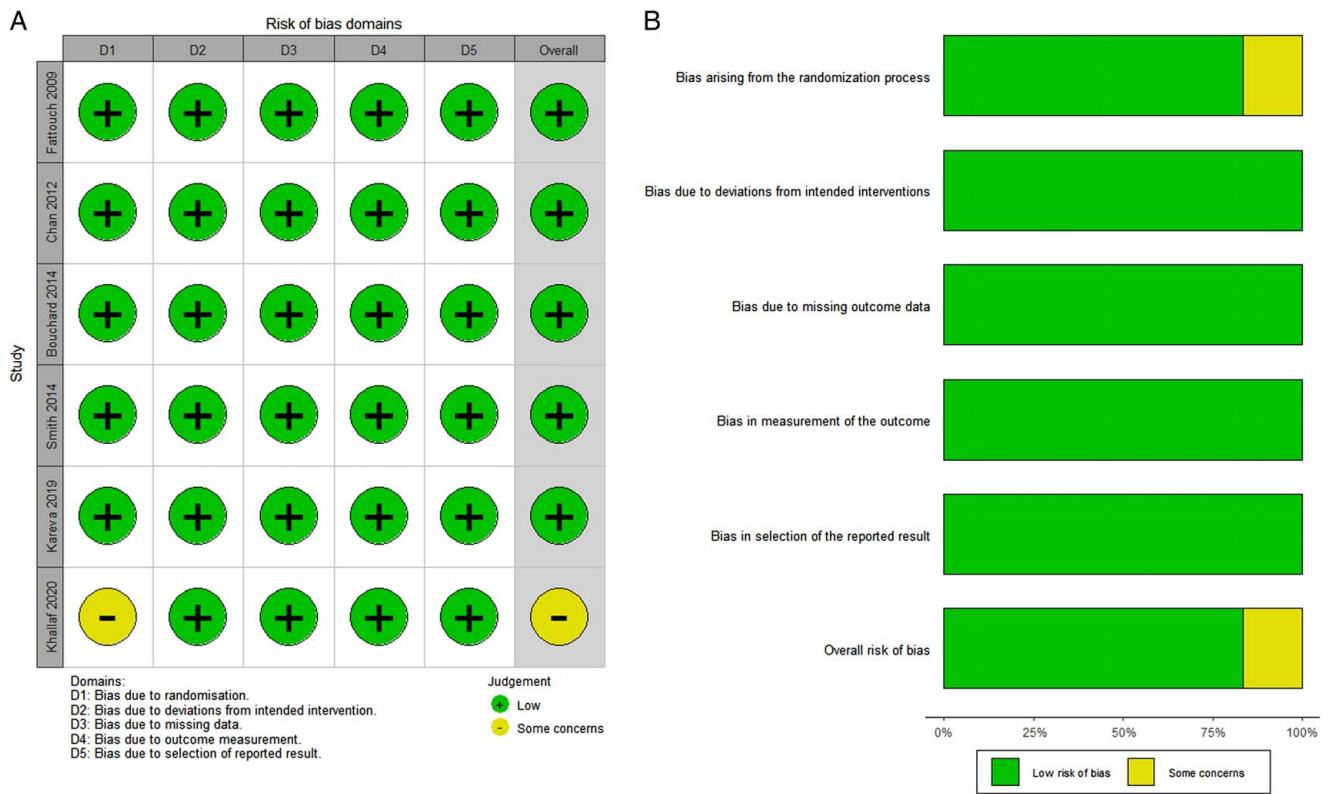 A
Risk of bias domains
D1 D2 D3 D4 D5 Overall
Study
Fattouch 2009 + + + + + +
Chan 2012 + + + + + +
Bouchard 2014 + + + + + +
Smith 2014 + + + + + +
Kareva 2019 + + + + + +
Khallaf 2020 - + + + + -
Domains:
D1: Bias due to randomisation.
D2: Bias due to deviations from intended intervention.
D3: Bias due to missing data.
D4: Bias due to outcome measurement.
D5: Bias due to selection of reported result.
Judgement
+ Low
- Some concerns
B
Bias arising from the randomization process
Bias due to deviations from intended interventions
Bias due to missing outcome data
Bias in measurement of the outcome
Bias in selection of the reported result
Overall risk of bias
0% 25% 50% 75% 100%
Low risk of bias Some concerns